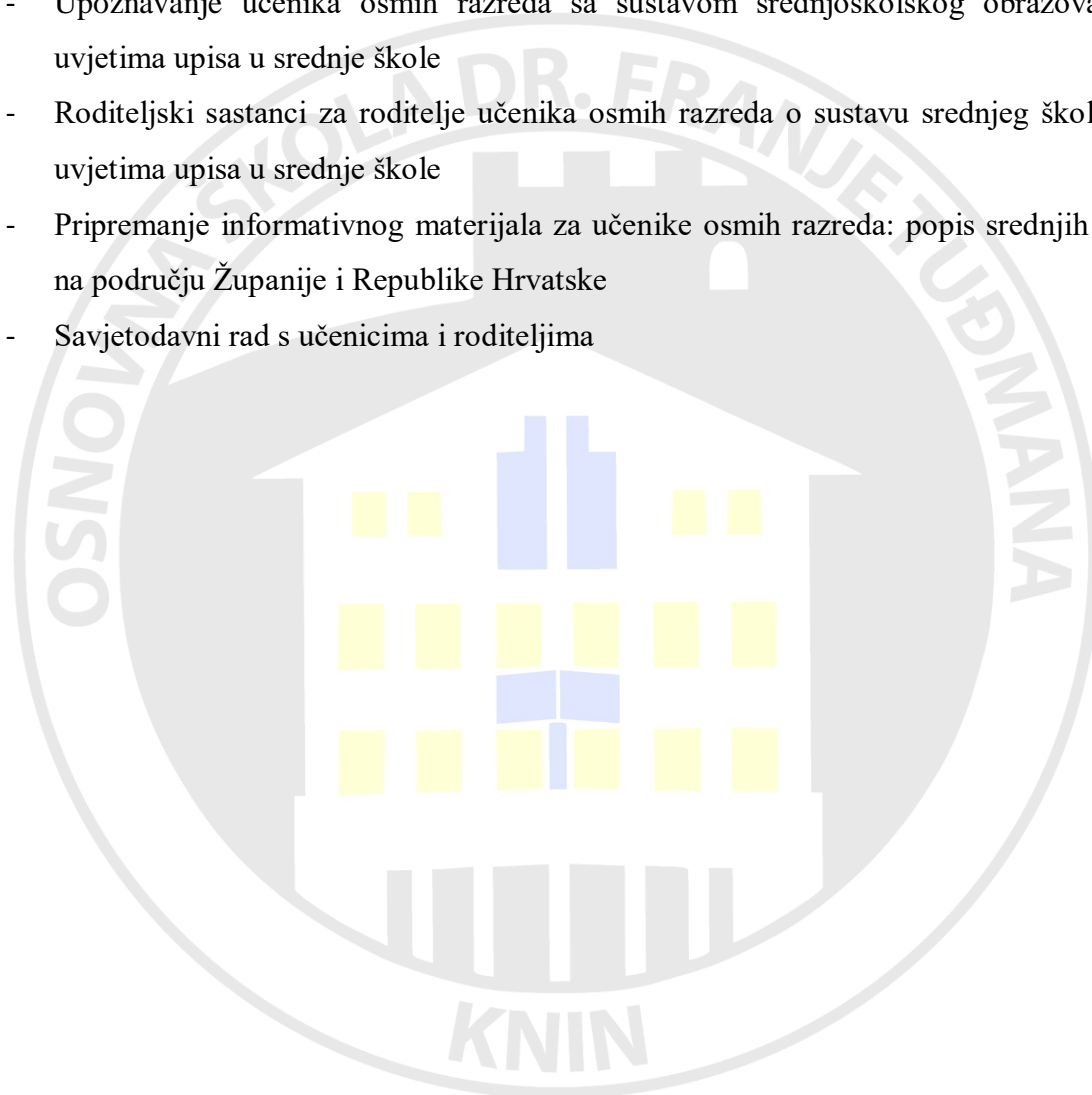 - Upoznavanje učenika osmih razreda sa sustavom srednjoškolskog
uvjetima upisa u srednje škole
- Roditeljski sastanci za roditelje učenika osmih razreda o sustavu srednjeg
uvjetima upisa u srednje škole
- Pripremanje informativnog materijala za učenike osmih razreda: popis srednjih
na području Županije i Republike Hrvatske
- Savjetodavni rad s učenicima i roditeljima
OSNOVNA ŠKOLA DR. FRANJE TUĐMANA
KNIN